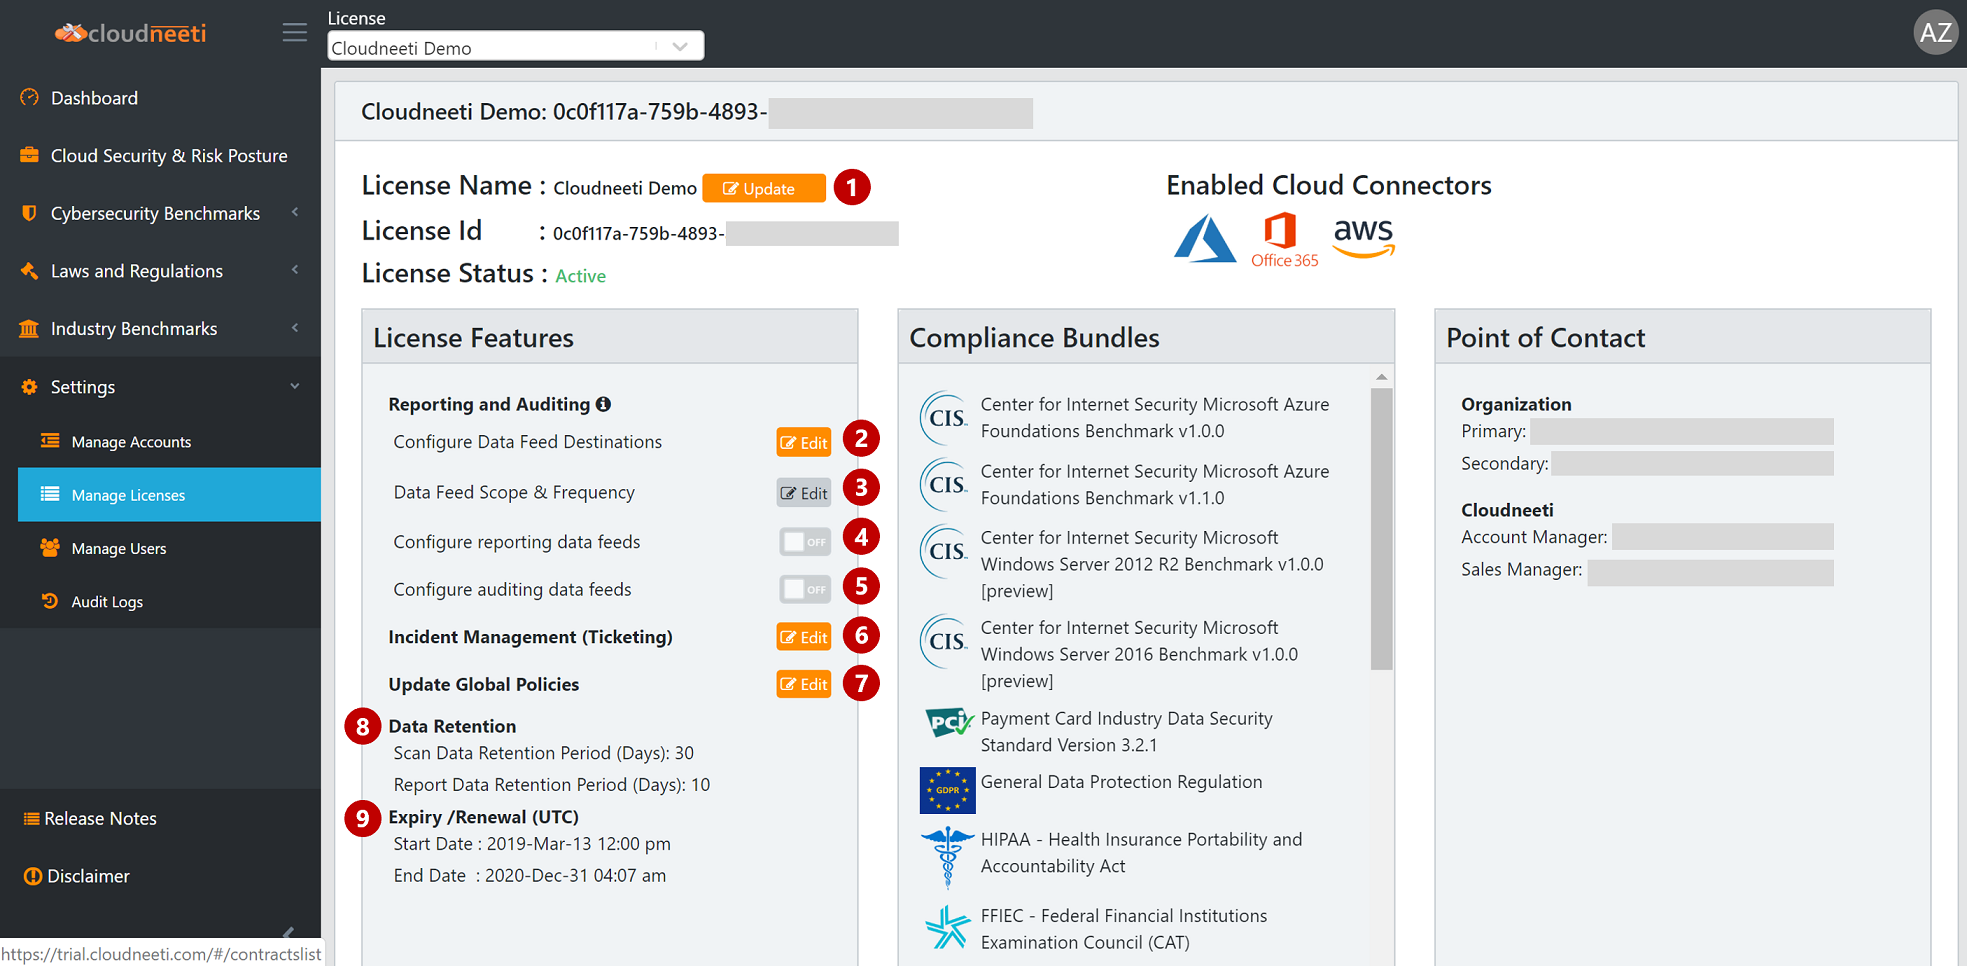 cloudneeti
License
Cloudneeti Demo
AZ
Dashboard
Cloud Security & Risk Posture
Cybersecurity Benchmarks
Laws and Regulations
Industry Benchmarks
Settings
Manage Accounts
Manage Licenses
Manage Users
Audit Logs
Release Notes
Disclaimer
https://trial.cloudneeti.com/#/contractslist
Cloudneeti Demo: 0c0f117a-759b-4893-
License Name : Cloudneeti Demo Update 1
License Id : 0c0f117a-759b-4893-
License Status : Active
Enabled Cloud Connectors
Office 365
aws
License Features
Reporting and Auditing
Configure Data Feed Destinations Edit 2
Data Feed Scope & Frequency Edit 3
Configure reporting data feeds OFF 4
Configure auditing data feeds OFF 5
Incident Management (Ticketing) Edit 6
Update Global Policies Edit 7
8 Data Retention
Scan Data Retention Period (Days): 30
Report Data Retention Period (Days): 10
9 Expiry /Renewal (UTC)
Start Date : 2019-Mar-13 12:00 pm
End Date : 2020-Dec-31 04:07 am
Compliance Bundles
CIS.
Center for Internet Security Microsoft Azure
Foundations Benchmark v1.0.0
CIS.
Center for Internet Security Microsoft Azure
Foundations Benchmark v1.1.0
CIS.
Center for Internet Security Microsoft
Windows Server 2012 R2 Benchmark v1.0.0
[preview]
CIS.
Center for Internet Security Microsoft
Windows Server 2016 Benchmark v1.0.0
[preview]
PCi
Payment Card Industry Data Security
Standard Version 3.2.1
GDPR
General Data Protection Regulation
HIPAA - Health Insurance Portability and
Accountability Act
FFIEC - Federal Financial Institutions
Examination Council (CAT)
Point of Contact
Organization
Primary:
Secondary:
Cloudneeti
Account Manager:
Sales Manager: